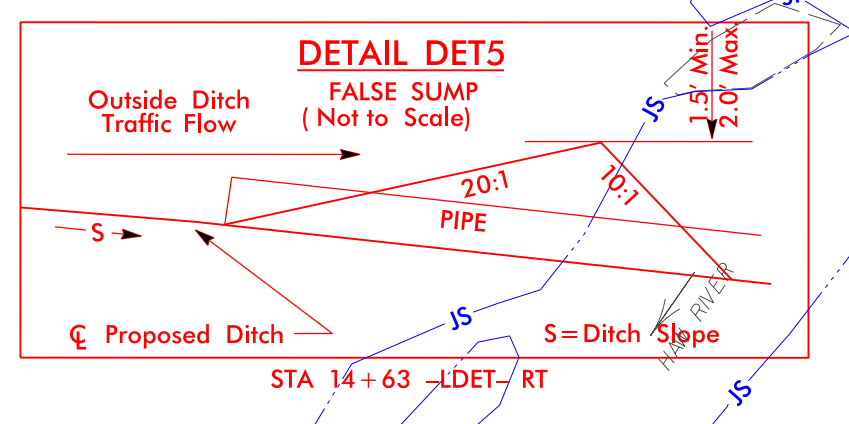 DETAIL DET5
FALSE SUMP
( Not to Scale)
Outside Ditch
Traffic Flow
1.5' Min.
2.0' Max.
JS
20:1
10:1
PIPE
S
HAW RIVER
JS
℄ Proposed Ditch
S=Ditch Slope
STA 14+63 -LDET- RT
JS